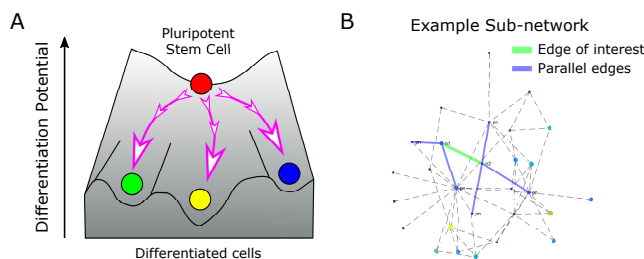 A
Pluripotent
Stem Cell
Differentiation Potential
Differentiated cells
B
Example Sub-network
Edge of interest
Parallel edges